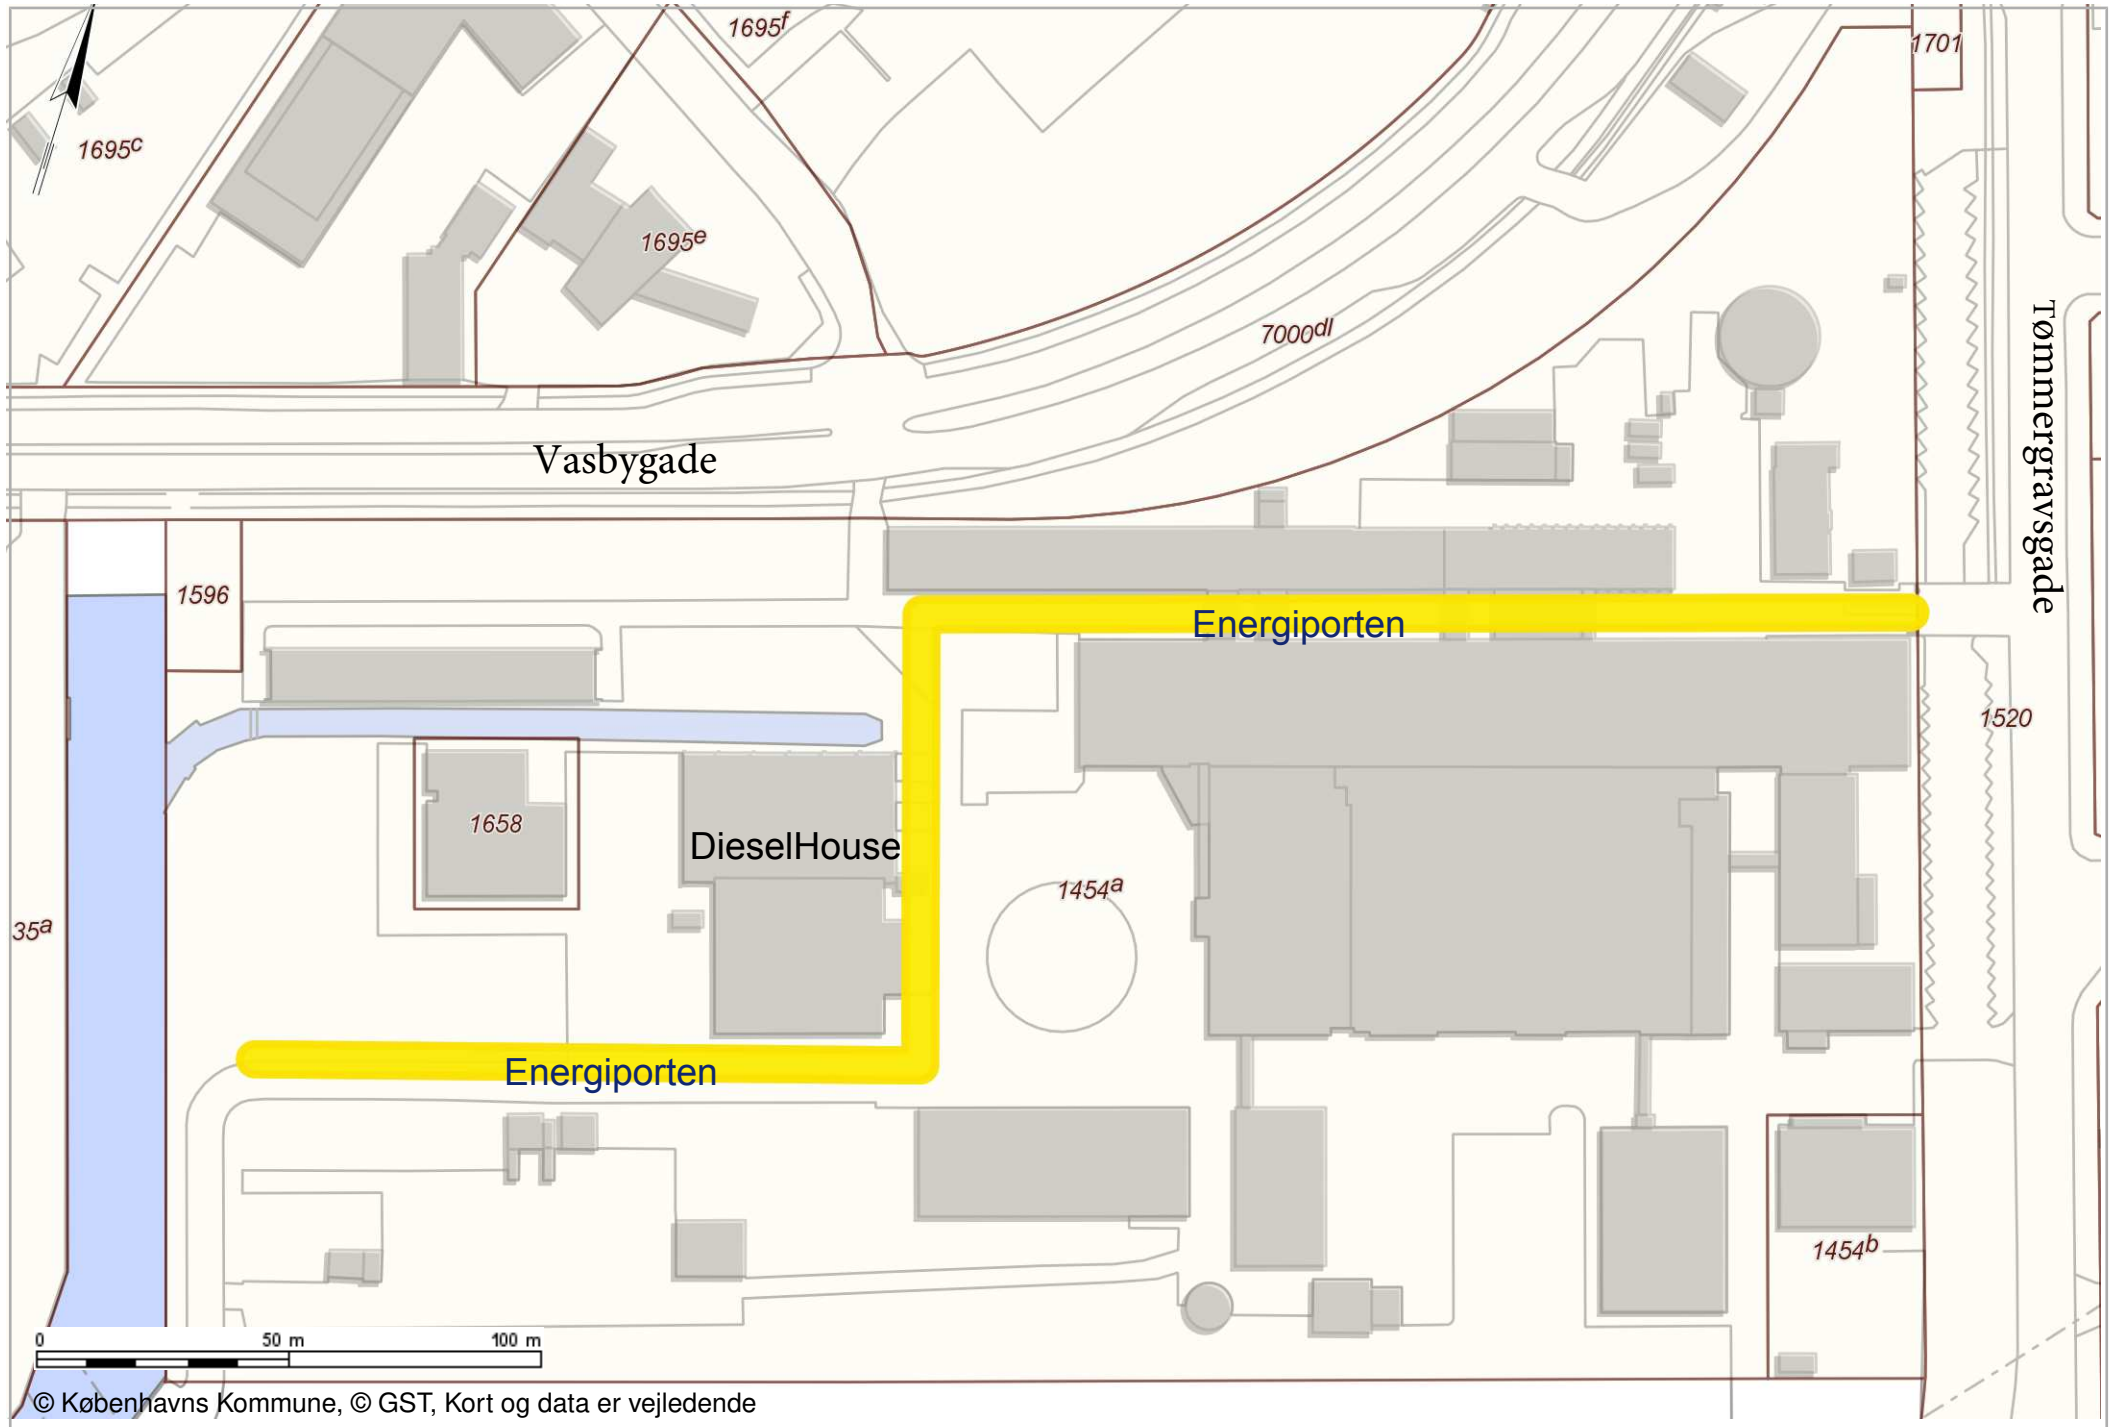 1695f
1701
1695c
1695e
7000dl
Tømmergravsgade
Vasbygade
1596
Energiporten
1520
1658
DieselHouse
1454a
35a
Energiporten
1454b
0 50 m 100 m
© Københavns Kommune, © GST, Kort og data er vejledende